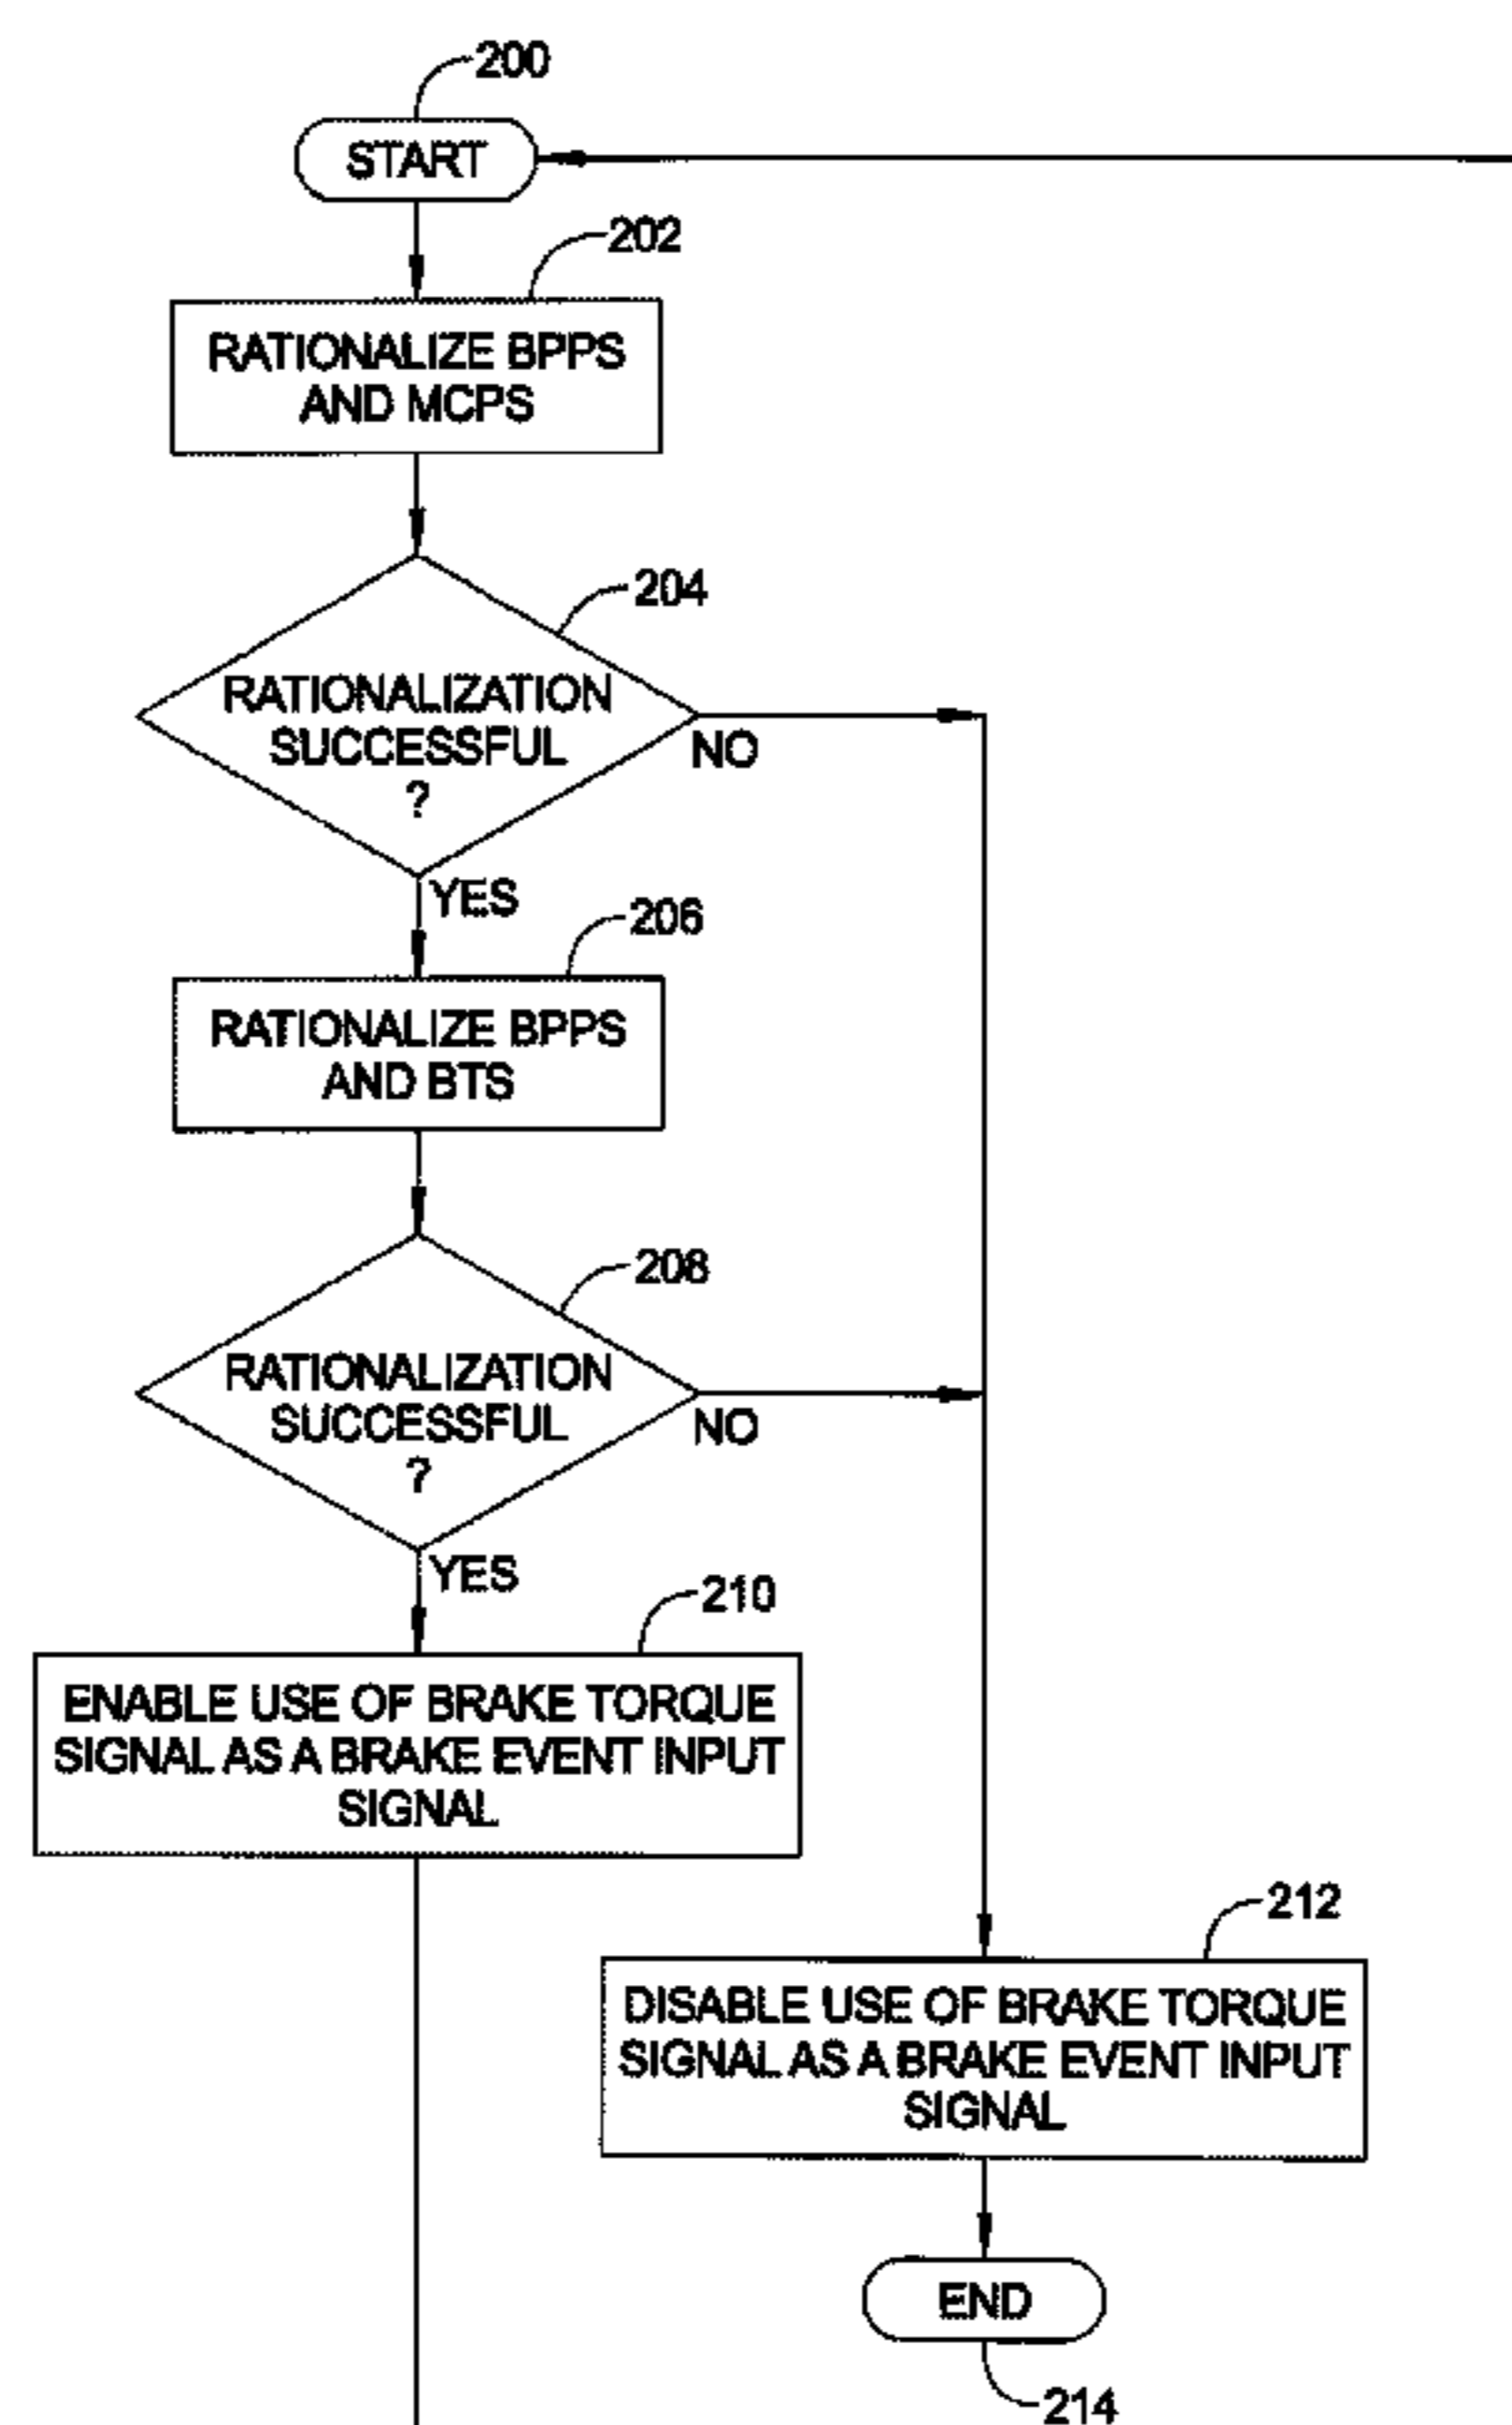 200
START
202
RATIONALIZE BPPS
AND MCPS
204
RATIONALIZATION
SUCCESSFUL
?
NO
YES
206
RATIONALIZE BPPS
AND BTS
208
RATIONALIZATION
SUCCESSFUL
?
NO
YES
210
ENABLE USE OF BRAKE TORQUE
SIGNAL AS A BRAKE EVENT INPUT
SIGNAL
212
DISABLE USE OF BRAKE TORQUE
SIGNAL AS A BRAKE EVENT INPUT
SIGNAL
END
214